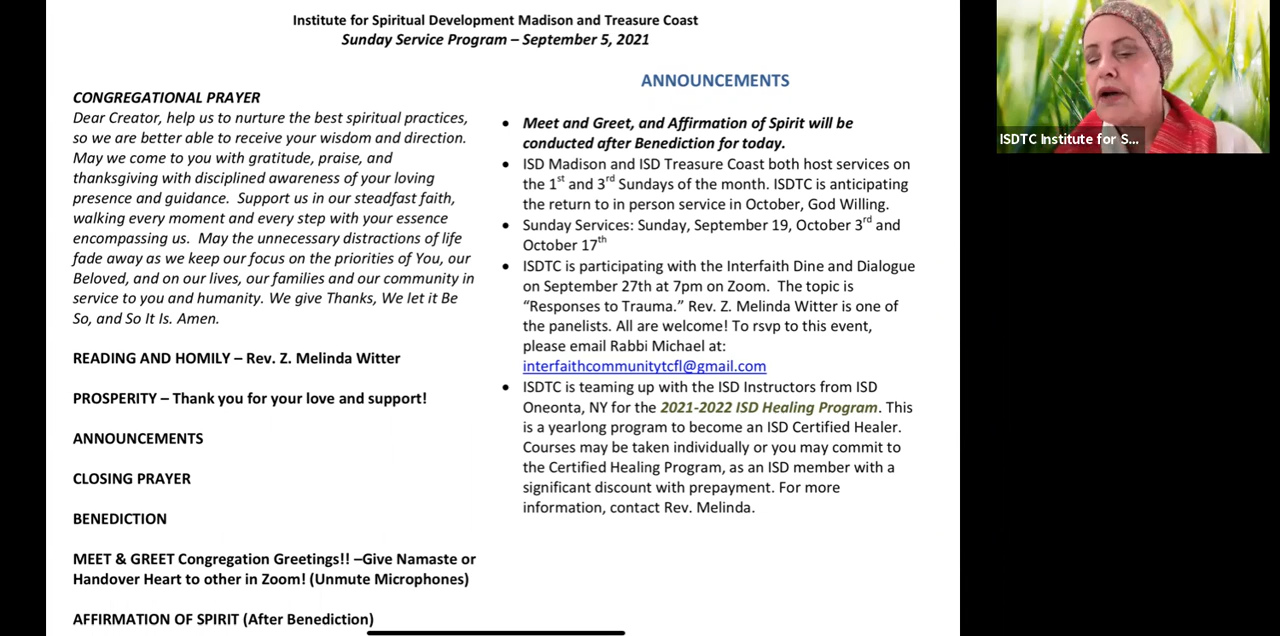 Institute for Spiritual Development Madison and Treasure Coast
Sunday Service Program – September 5, 2021
CONGREGATIONAL PRAYER
Dear Creator, help us to nurture the best spiritual practices,
so we are better able to receive your wisdom and direction.
May we come to you with gratitude, praise, and
thanksgiving with disciplined awareness of your loving
presence and guidance.  Support us in our steadfast faith,
walking every moment and every step with your essence
encompassing us.  May the unnecessary distractions of life
fade away as we keep our focus on the priorities of You, our
Beloved, and on our lives, our families and our community in
service to you and humanity. We give Thanks, We let it Be
So, and So It Is. Amen.
READING AND HOMILY – Rev. Z. Melinda Witter
PROSPERITY – Thank you for your love and support!
ANNOUNCEMENTS
CLOSING PRAYER
BENEDICTION
MEET & GREET Congregation Greetings!! –Give Namaste or
Handover Heart to other in Zoom! (Unmute Microphones)
AFFIRMATION OF SPIRIT (After Benediction)
ANNOUNCEMENTS
• Meet and Greet, and Affirmation of Spirit will be
conducted after Benediction for today.
• ISD Madison and ISD Treasure Coast both host services on
the 1st and 3rd Sundays of the month. ISDTC is anticipating
the return to in person service in October, God Willing.
• Sunday Services: Sunday, September 19, October 3rd and
October 17th
• ISDTC is participating with the Interfaith Dine and Dialogue
on September 27th at 7pm on Zoom.  The topic is
“Responses to Trauma.” Rev. Z. Melinda Witter is one of
the panelists. All are welcome! To rsvp to this event,
please email Rabbi Michael at:
interfaithcommunitytcfl@gmail.com
• ISDTC is teaming up with the ISD Instructors from ISD
Oneonta, NY for the 2021-2022 ISD Healing Program. This
is a yearlong program to become an ISD Certified Healer.
Courses may be taken individually or you may commit to
the Certified Healing Program, as an ISD member with a
significant discount with prepayment. For more
information, contact Rev. Melinda.
ISDTC Institute for S...